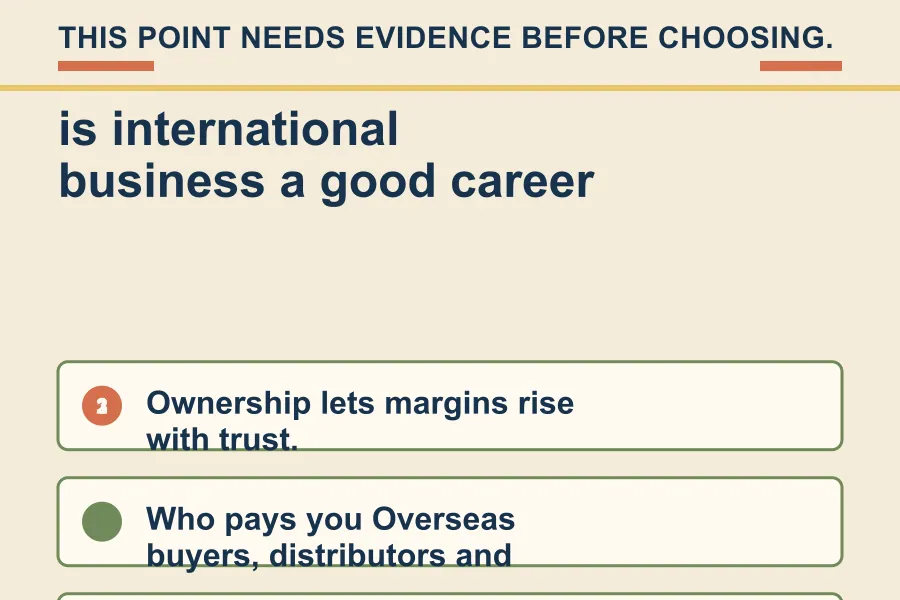 THIS POINT NEEDS EVIDENCE BEFORE CHOOSING.
is international
business a good career
Ownership lets margins rise
with trust.
Who pays you Overseas
buyers, distributors and